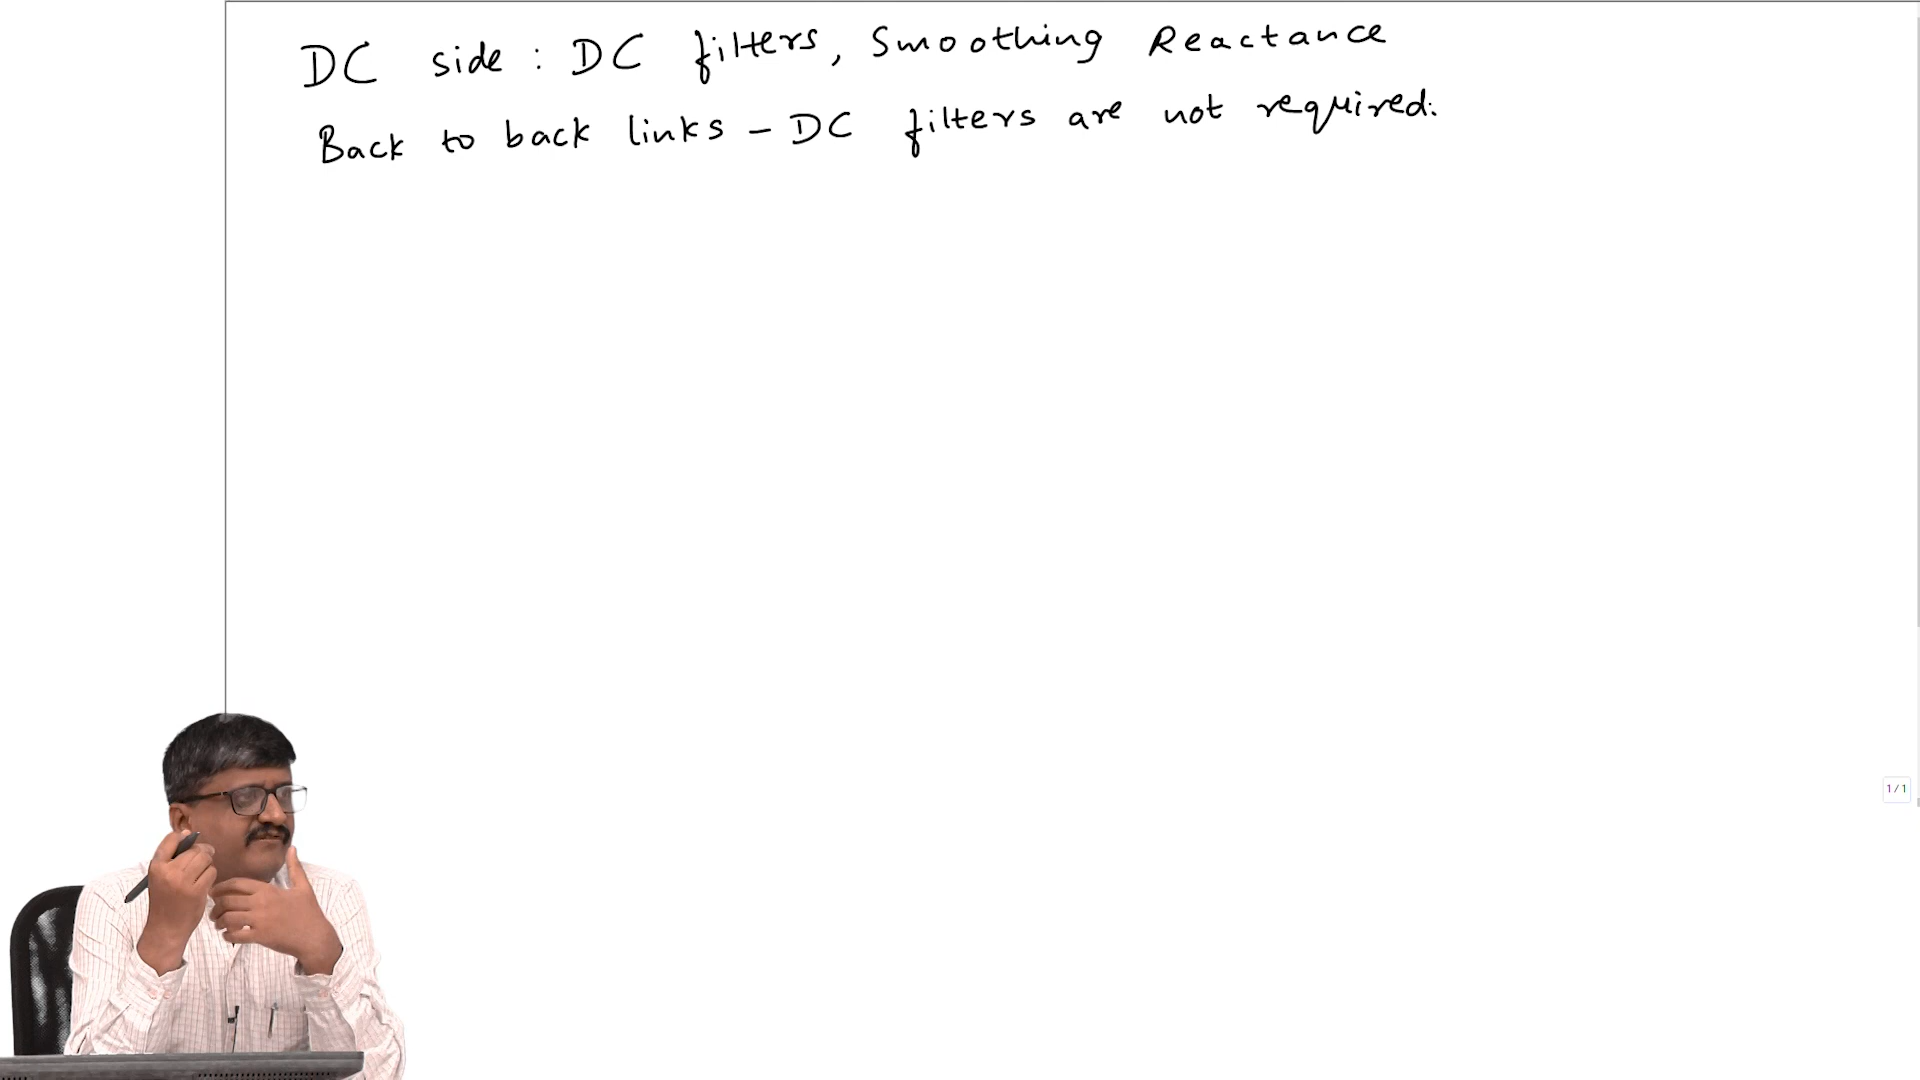 DC side : DC filters, Smoothing Reactance
Back to back links - DC filters are not required.
1/1